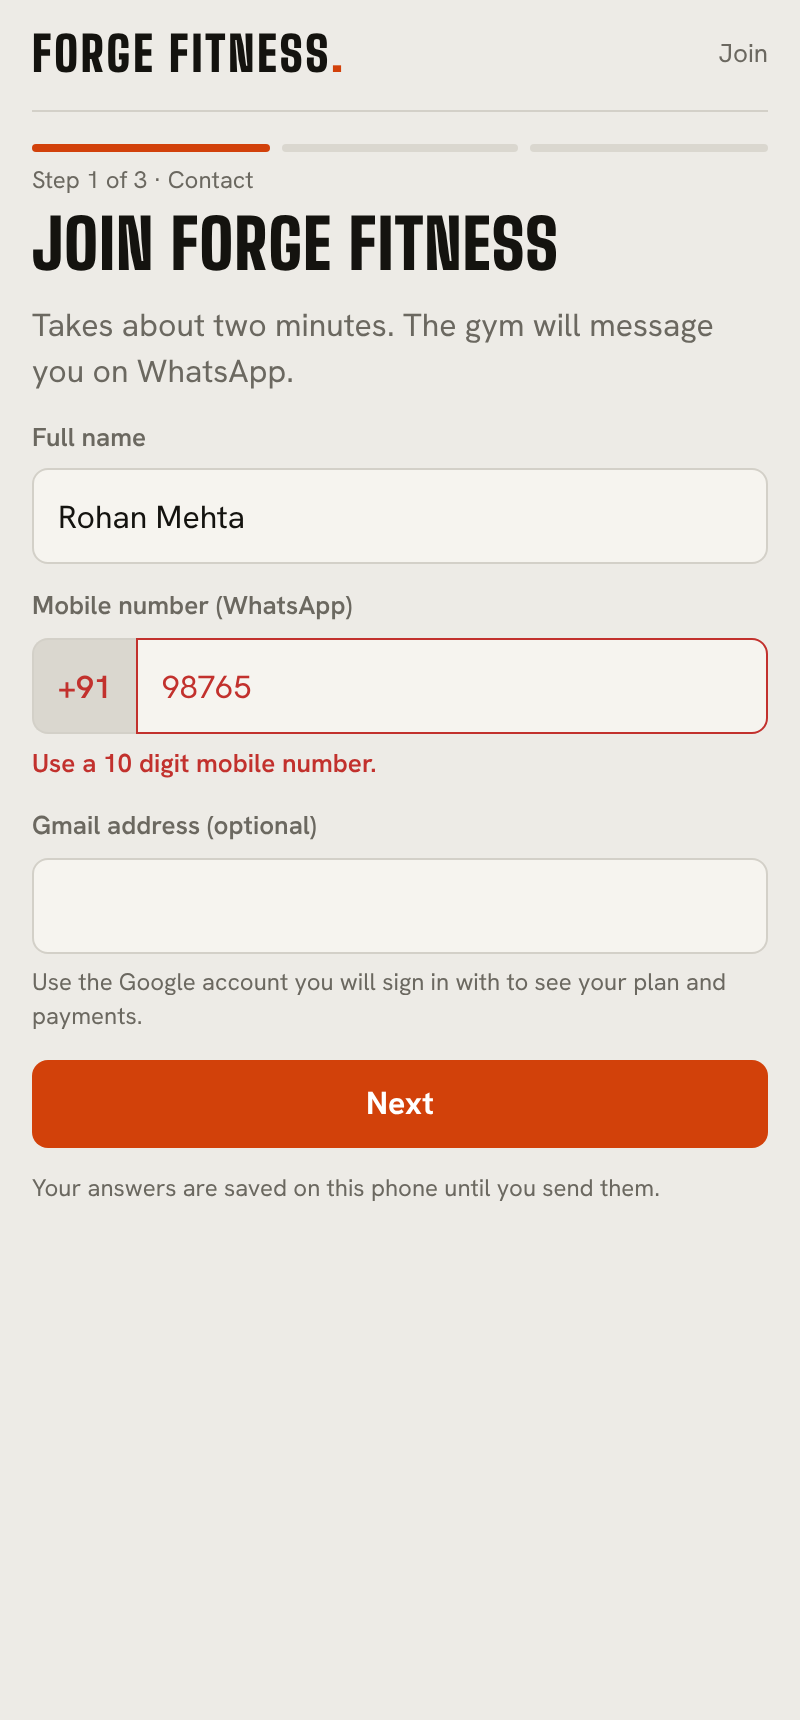 FORGE FITNESS.
Join
Step 1 of 3 · Contact
JOIN FORGE FITNESS
Takes about two minutes. The gym will message
you on WhatsApp.
Full name
Rohan Mehta
Mobile number (WhatsApp)
+91 98765
Use a 10 digit mobile number.
Gmail address (optional)
Use the Google account you will sign in with to see your plan and
payments.
Next
Your answers are saved on this phone until you send them.